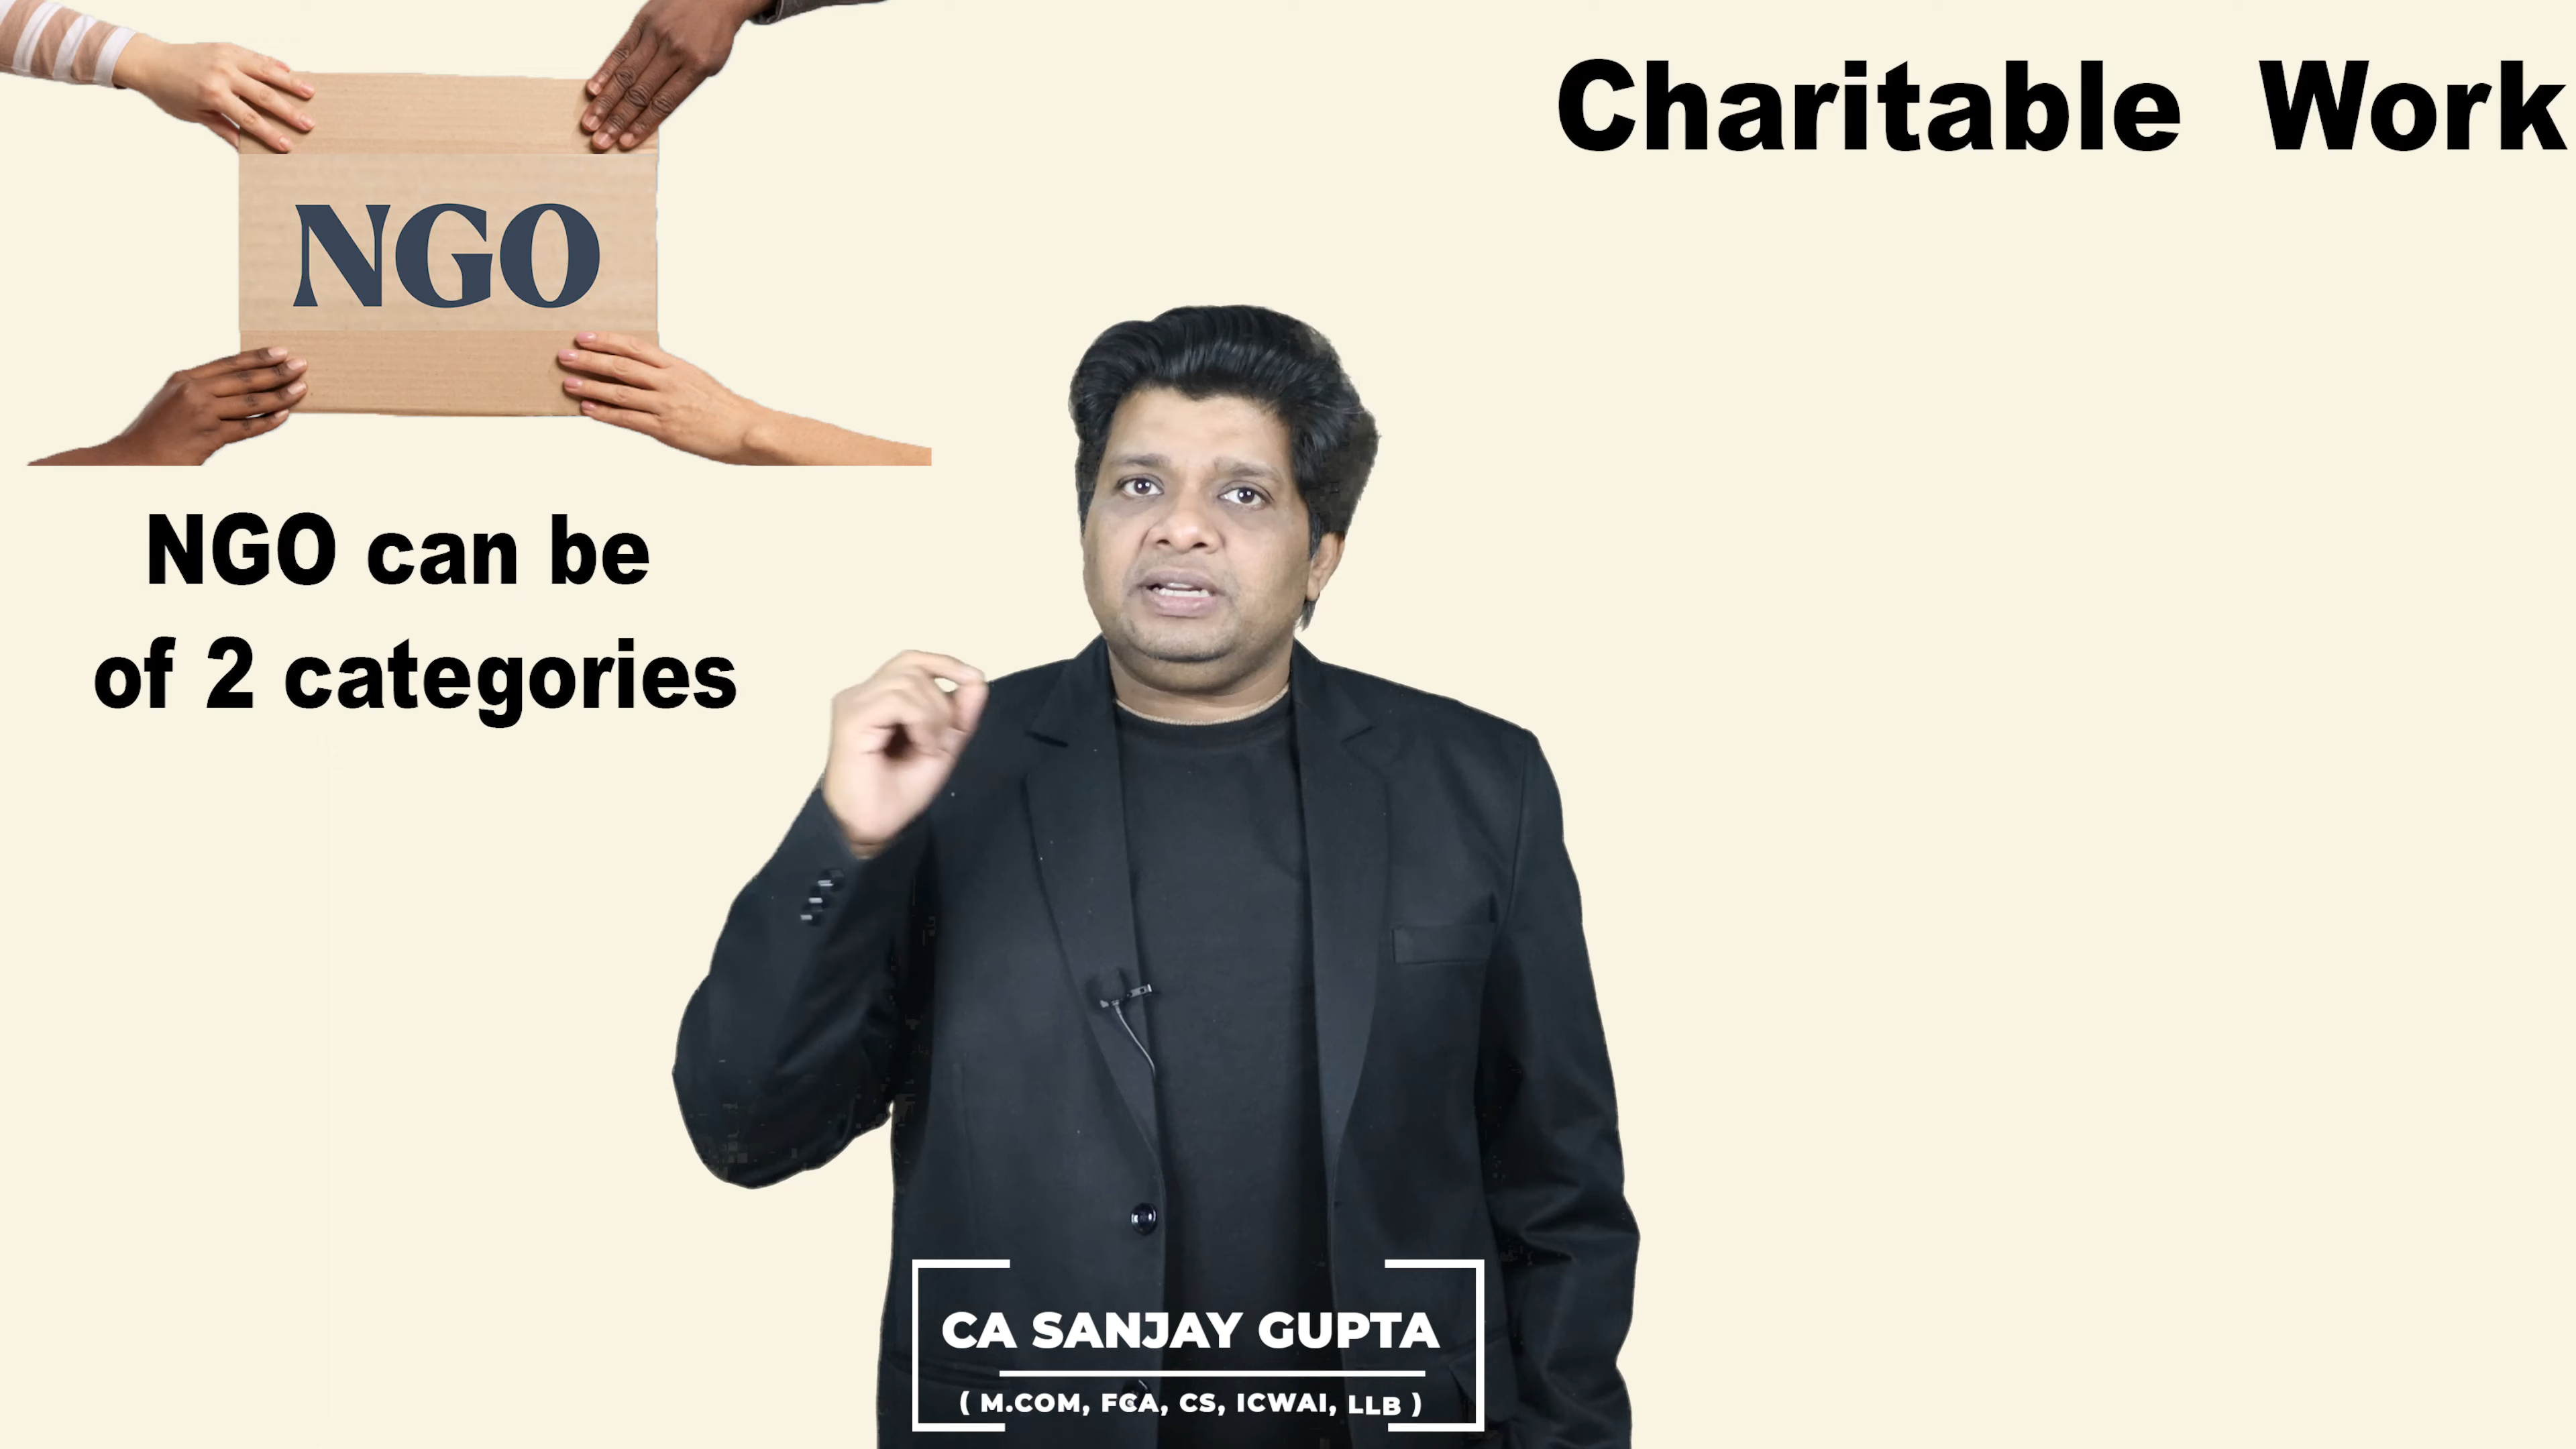 NGO
Charitable Work
NGO can be
of 2 categories
CA SANJAY GUPTA
( M.COM, FCA, CS, ICWAI, LLB )